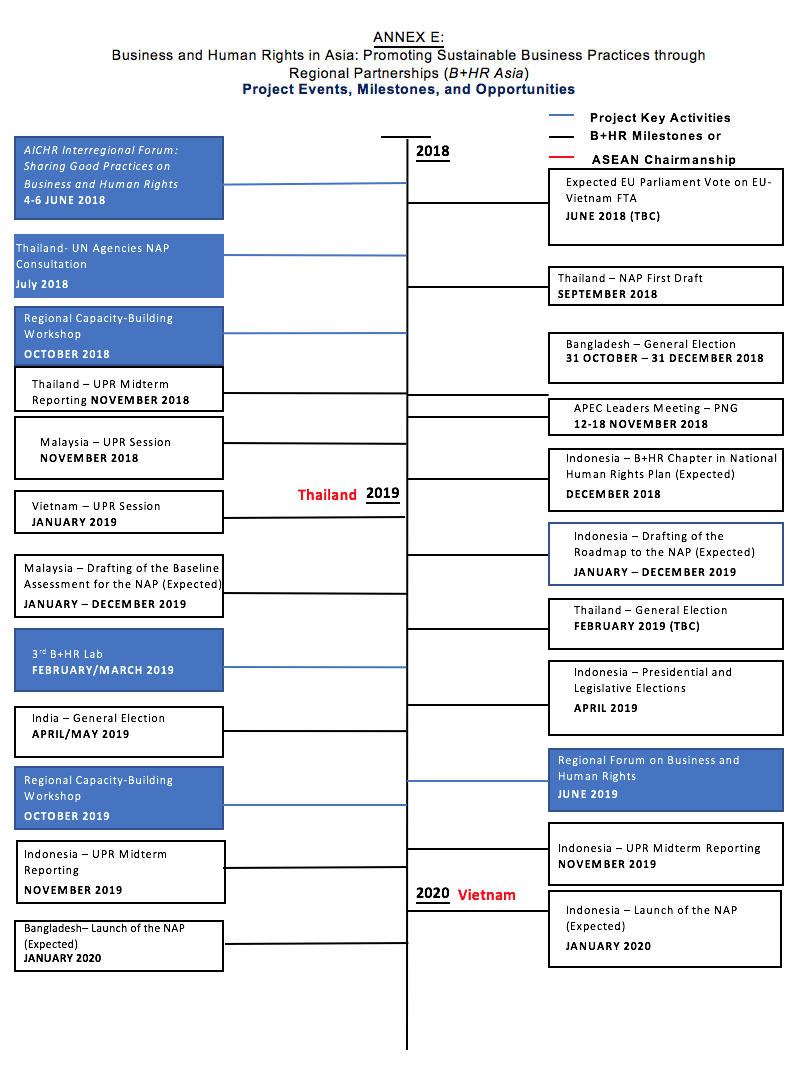 ANNEX E:
Business and Human Rights in Asia: Promoting Sustainable Business Practices through
Regional Partnerships (B+HR Asia)
Project Events, Milestones, and Opportunities
Project Key Activities
B+HR Milestones or
ASEAN Chairmanship
2018
AICHR Interregional Forum:
Sharing Good Practices on
Business and Human Rights
4-6 JUNE 2018
Expected EU Parliament Vote on EU-
Vietnam FTA
JUNE 2018 (TBC)
Thailand- UN Agencies NAP
Consultation
July 2018
Thailand – NAP First Draft
SEPTEMBER 2018
Regional Capacity-Building
Workshop
OCTOBER 2018
Bangladesh – General Election
31 OCTOBER – 31 DECEMBER 2018
Thailand – UPR Midterm
Reporting NOVEMBER 2018
APEC Leaders Meeting – PNG
12-18 NOVEMBER 2018
Malaysia – UPR Session
NOVEMBER 2018
Indonesia – B+HR Chapter in National
Human Rights Plan (Expected)
DECEMBER 2018
Thailand 2019
Vietnam – UPR Session
JANUARY 2019
Indonesia – Drafting of the
Roadmap to the NAP (Expected)
JANUARY – DECEMBER 2019
Malaysia – Drafting of the Baseline
Assessment for the NAP (Expected)
JANUARY – DECEMBER 2019
Thailand – General Election
FEBRUARY 2019 (TBC)
3rd B+HR Lab
FEBRUARY/MARCH 2019
Indonesia – Presidential and
Legislative Elections
APRIL 2019
India – General Election
APRIL/MAY 2019
Regional Forum on Business and
Human Rights
JUNE 2019
Regional Capacity-Building
Workshop
OCTOBER 2019
Indonesia – UPR Midterm
Reporting
NOVEMBER 2019
Indonesia – UPR Midterm Reporting
NOVEMBER 2019
2020 Vietnam
Indonesia – Launch of the NAP
(Expected)
JANUARY 2020
Bangladesh– Launch of the NAP
(Expected)
JANUARY 2020